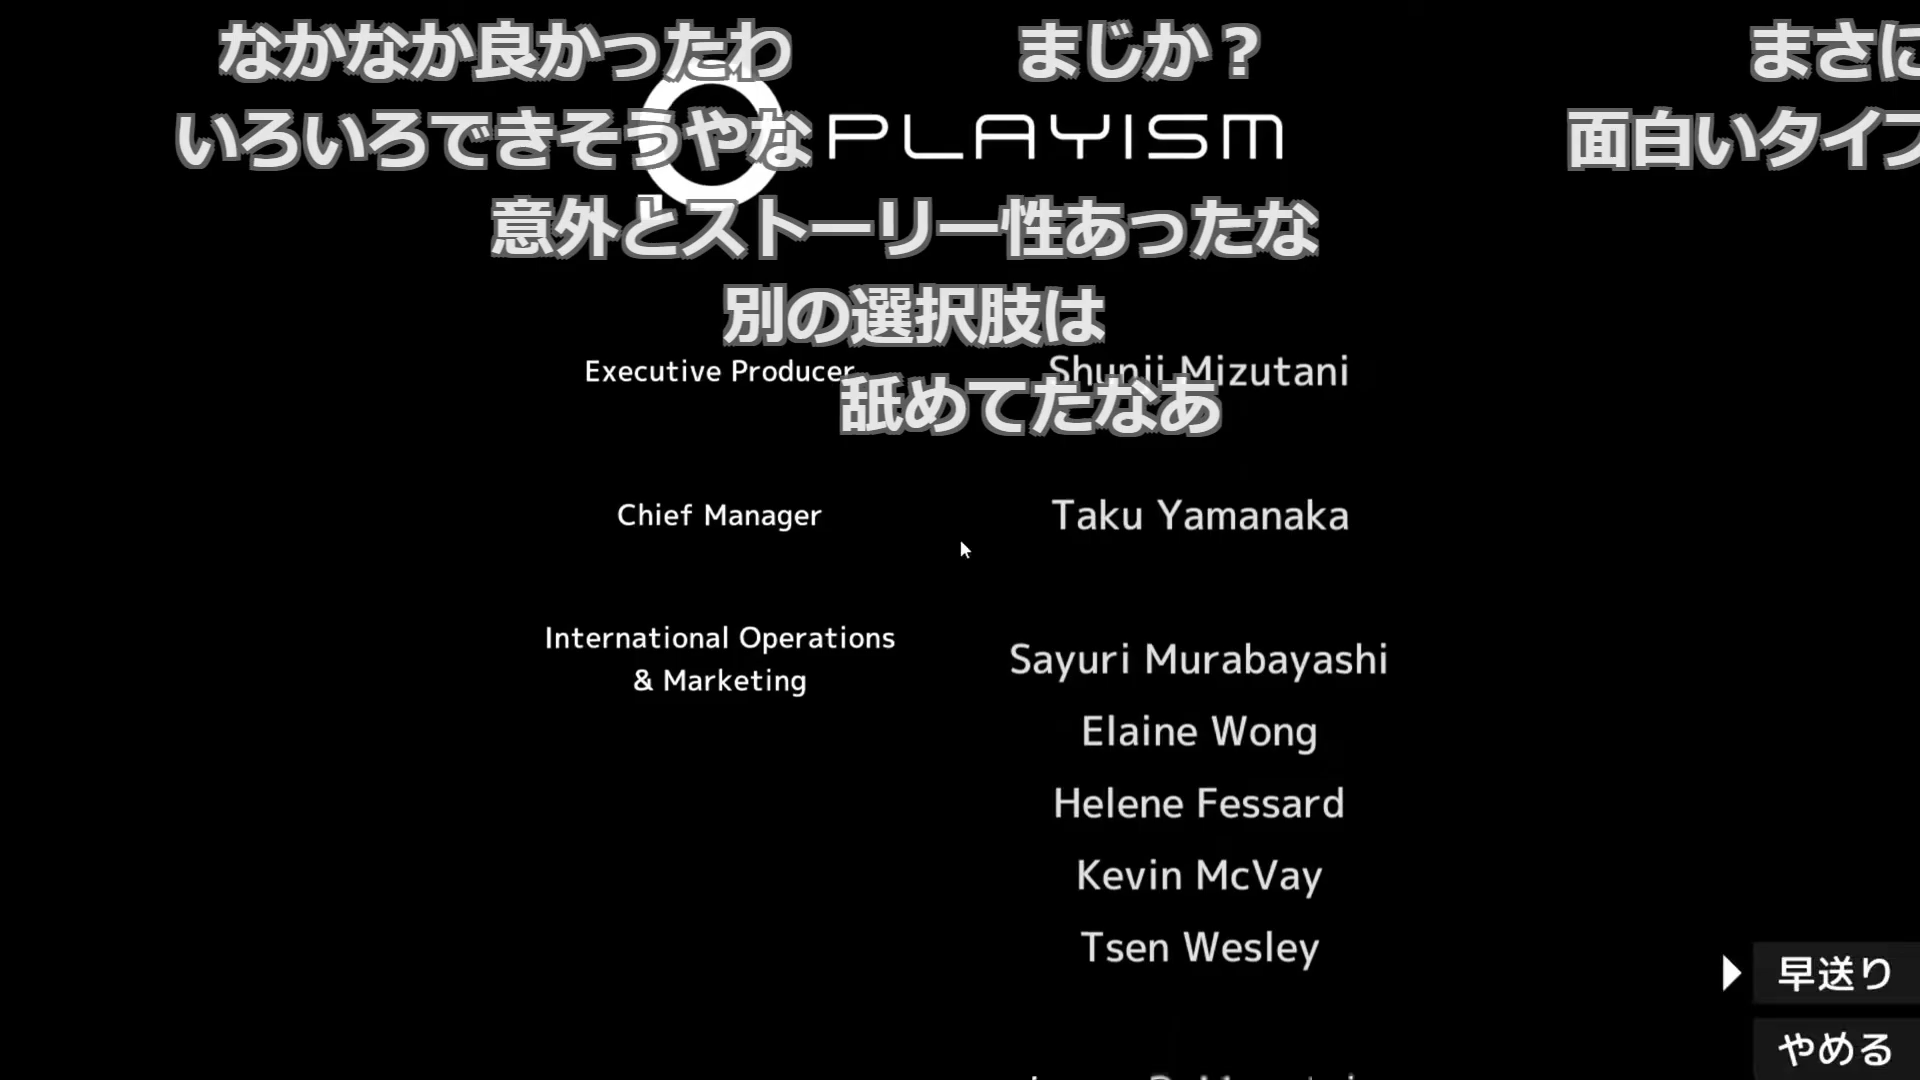 なかなか良かったわ
まじか？
まさに
いろいろできそうやな
PLAYISM
面白いタイプ
意外とストーリー性あったな
別の選択肢は
Executive Producer
Shunji Mizutani
舐めてたなあ
Chief Manager
Taku Yamanaka
International Operations
& Marketing
Sayuri Murabayashi
Elaine Wong
Helene Fessard
Kevin McVay
Tsen Wesley
早送り
やめる